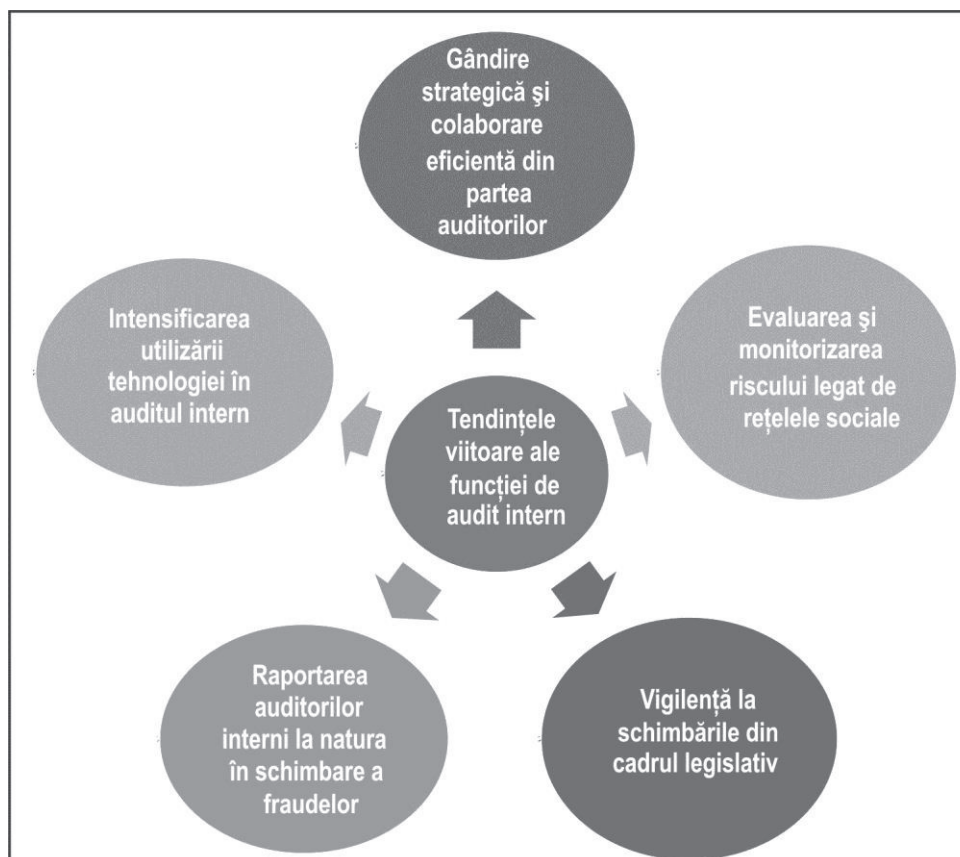 Gândire
strategică şi
colaborare
eficientă din
partea
auditorilor
Intensificarea
utilizării
tehnologiei în
auditul intern
Evaluarea şi
monitorizarea
riscului legat de
rețelele sociale
Tendințele
viitoare ale
funcției de
audit intern
Raportarea
auditorilor
interni la natura
în schimbare a
fraudelor
Vigilență la
schimbările din
cadrul legislativ